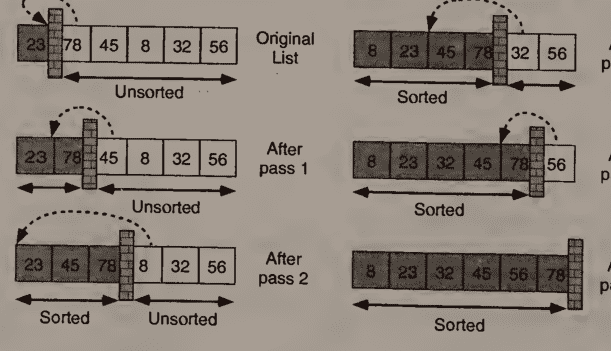 23 78 45 8 32 56
Original
List
Unsorted
23 78 45 8 32 56
After
pass 1
Unsorted
23 45 78 8 32 56
After
pass 2
Sorted Unsorted
8 23 45 78 32 56
Sorted
8 23 32 45 78 56
Sorted
8 23 32 45 56 78
Sorted